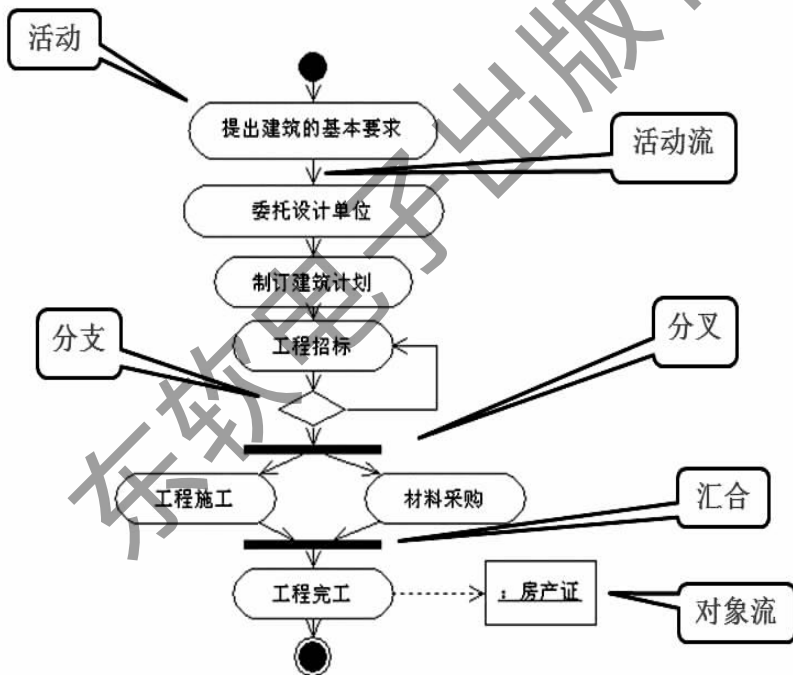 活动
提出建筑的基本要求
活动流
委托设计单位
制订建筑计划
分支
工程招标
分叉
工程施工
材料采购
汇合
工程完工
：房产证
对象流
东软电子出版